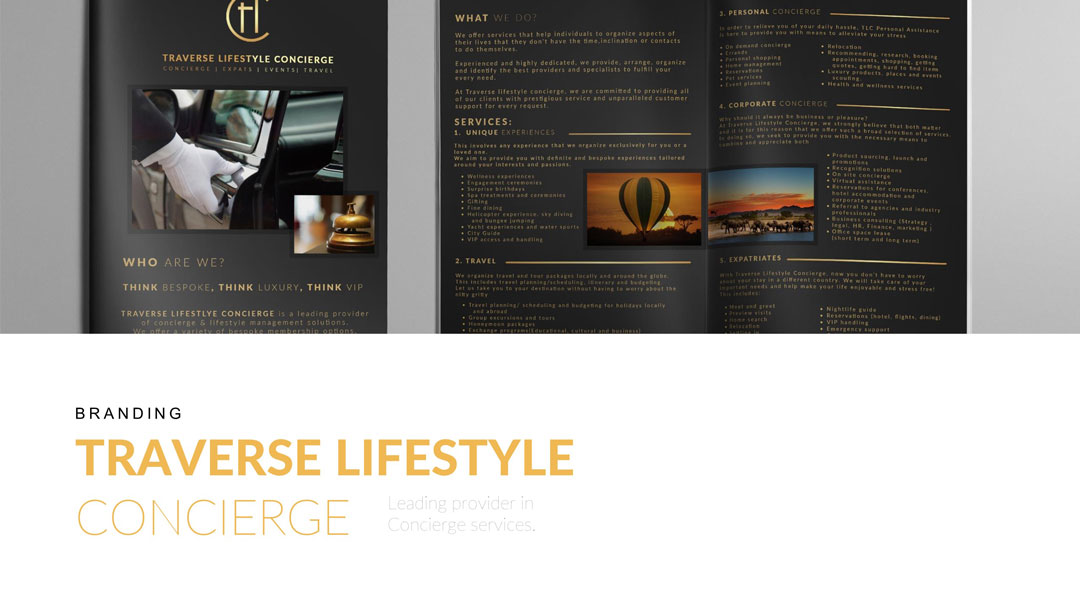 TRAVERSE LIFESTYLE CONCIERGE
CONCIERGE | EXPATS | EVENTS| TRAVEL
WHO ARE WE?
THINK BESPOKE, THINK LUXURY, THINK VIP
TRAVERSE LIFESTLYE CONCIERGE is a leading provider
of concierge & lifestyle management solutions.
We offer a variety of bespoke membership options.
WHAT WE DO?
We offer services that help individuals to organize aspects of
their lives that they don't have the time,inclination or contacts
to do themselves.
Experienced and highly dedicated, we provide, arrange, organize
and identify the best providers and specialists to fulfill your
every need.
At Traverse lifestyle concierge, we are committed to providing all
of our clients with prestigious service and unparalleled customer
support for every request.
SERVICES:
1. UNIQUE EXPERIENCES
This involves any experience that we organize exclusively for you or a
loved one.
We aim to provide you with definite and bespoke experiences tailored
around your interests and passions.
• Wellness experiences
• Engagement ceremonies
• Surprise birthdays
• Spa treatments and ceremonies
• Gifting
• Fine dining
• Helicopter experience, sky diving
and bungee jumping
• Yacht experiences and water sports
• City Guide
• VIP access and handling
2. TRAVEL
We organize travel and tour packages locally and around the globe.
This includes travel planning/scheduling, itinerary and budgeting
Let us take you to your destination without having to worry about the
nitty gritty
• Travel planning/ scheduling and budgeting for holidays locally
and abroad
• Group excursions and tours
• Honeymoon packages
• Exchange programs(Educational, cultural and business)
3. PERSONAL CONCIERGE
In order to relieve you of your daily hassle, TLC Personal Assistance
is here to provide you with means to alleviate your stress
• On demand concierge
• Errands
• Personal shopping
• Home management
• Reservations
• Pet services
• Event planning
• Relocation
• Recommending, research, booking
appointments, shopping, getting
quotes, getting hard to find items
• Luxury products, places and events
scouting.
• Health and wellness services
4. CORPORATE CONCIERGE
Why should it always be business or pleasure?
At Traverse Lifestyle Concierge, we strongly believe that both matter
and it is for this reason that we offer such a broad selection of services
In doing so, we seek to provide you with the necessary means to
combine and appreciate both
• Product sourcing, launch and
promotions
• Recognition solutions
• On site concierge
• Virtual assistance
• Reservations for conferences,
hotel accommodation and
corporate events
• Referral to agencies and industry
professionals
• Business consulting (Strategy
legal, HR, Finance, marketing )
• Office space lease
(short term and long term)
5. EXPATRIATES
With Traverse Lifestyle Concierge, now you don't have to worry
about your stay in a different country. We will take care of your
important needs and help make your life enjoyable and stress free!
This includes:
• Meet and greet
• Preview visits
• Home search
• Relocation
• Nightlife guide
• Reservations (hotel, flights, dining)
• VIP handling
• Emergency support
BRANDING
TRAVERSE LIFESTYLE
CONCIERGE
Leading provider in
Concierge services.